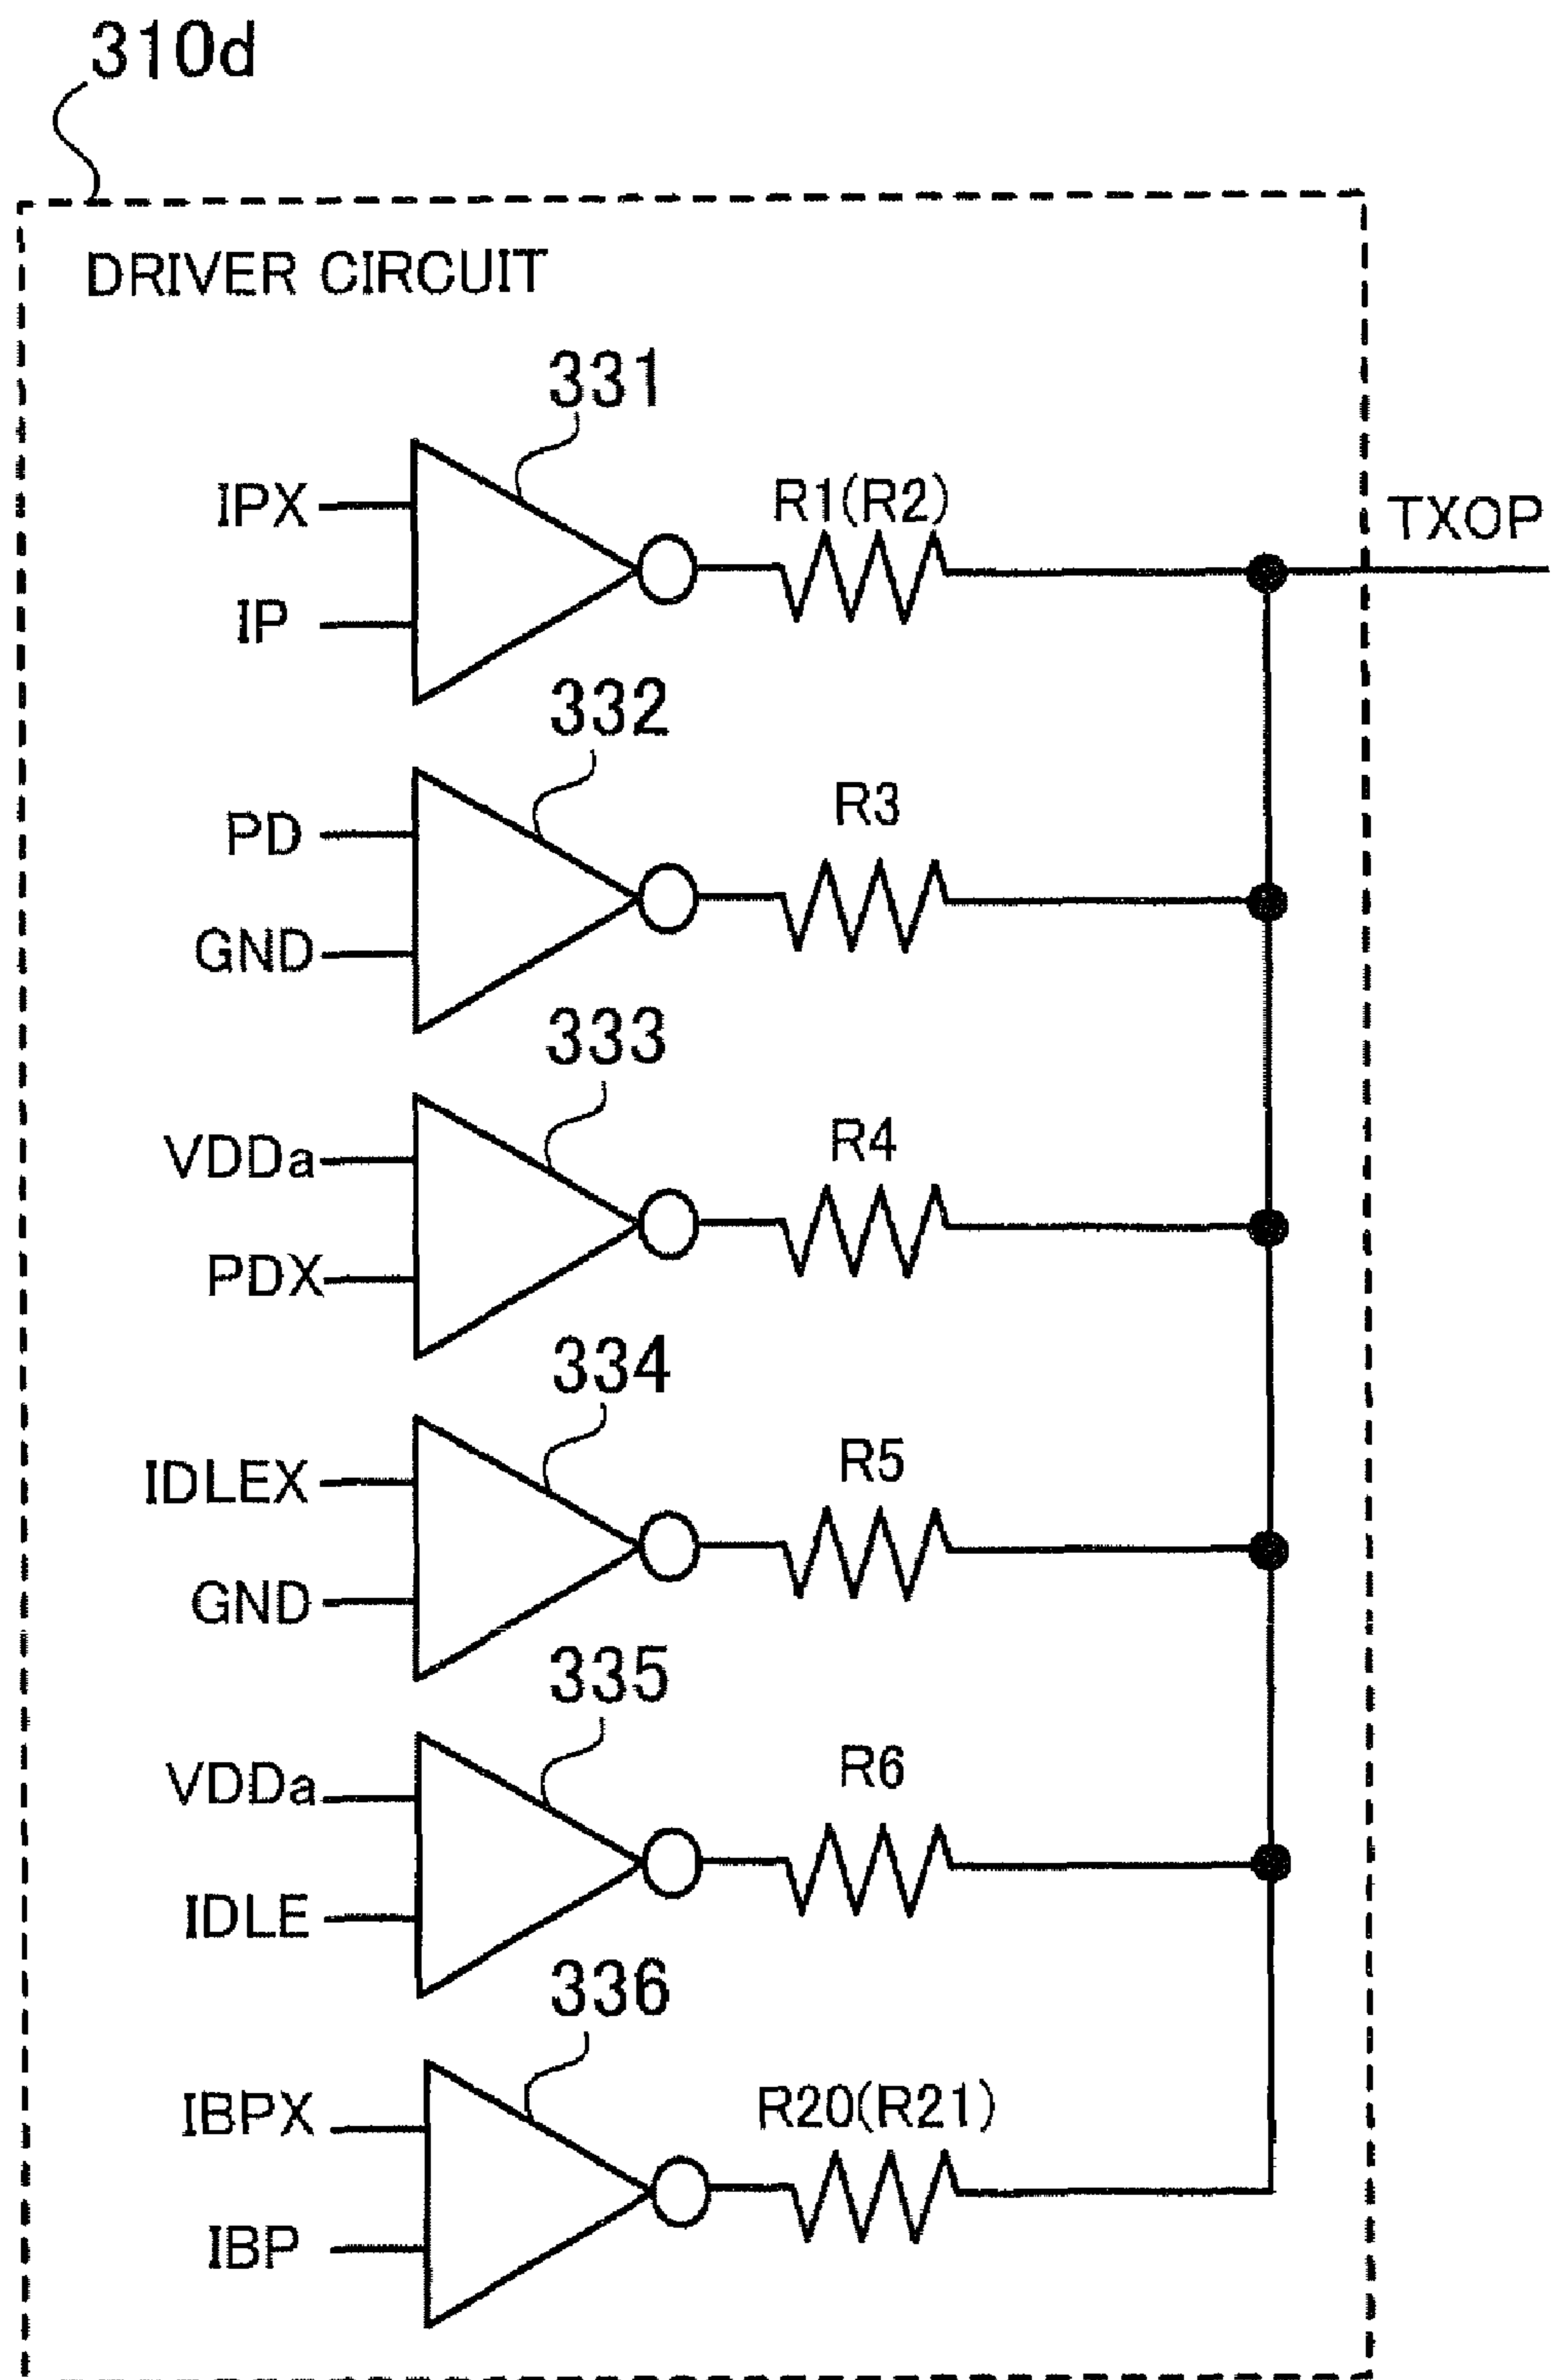 310d
DRIVER CIRCUIT
331
IPX
R1(R2)
TXOP
IP
332
PD
R3
GND
333
VDDa
R4
PDX
334
IDLEX
R5
GND
335
VDDa
R6
IDLE
336
IBPX
R20(R21)
IBP